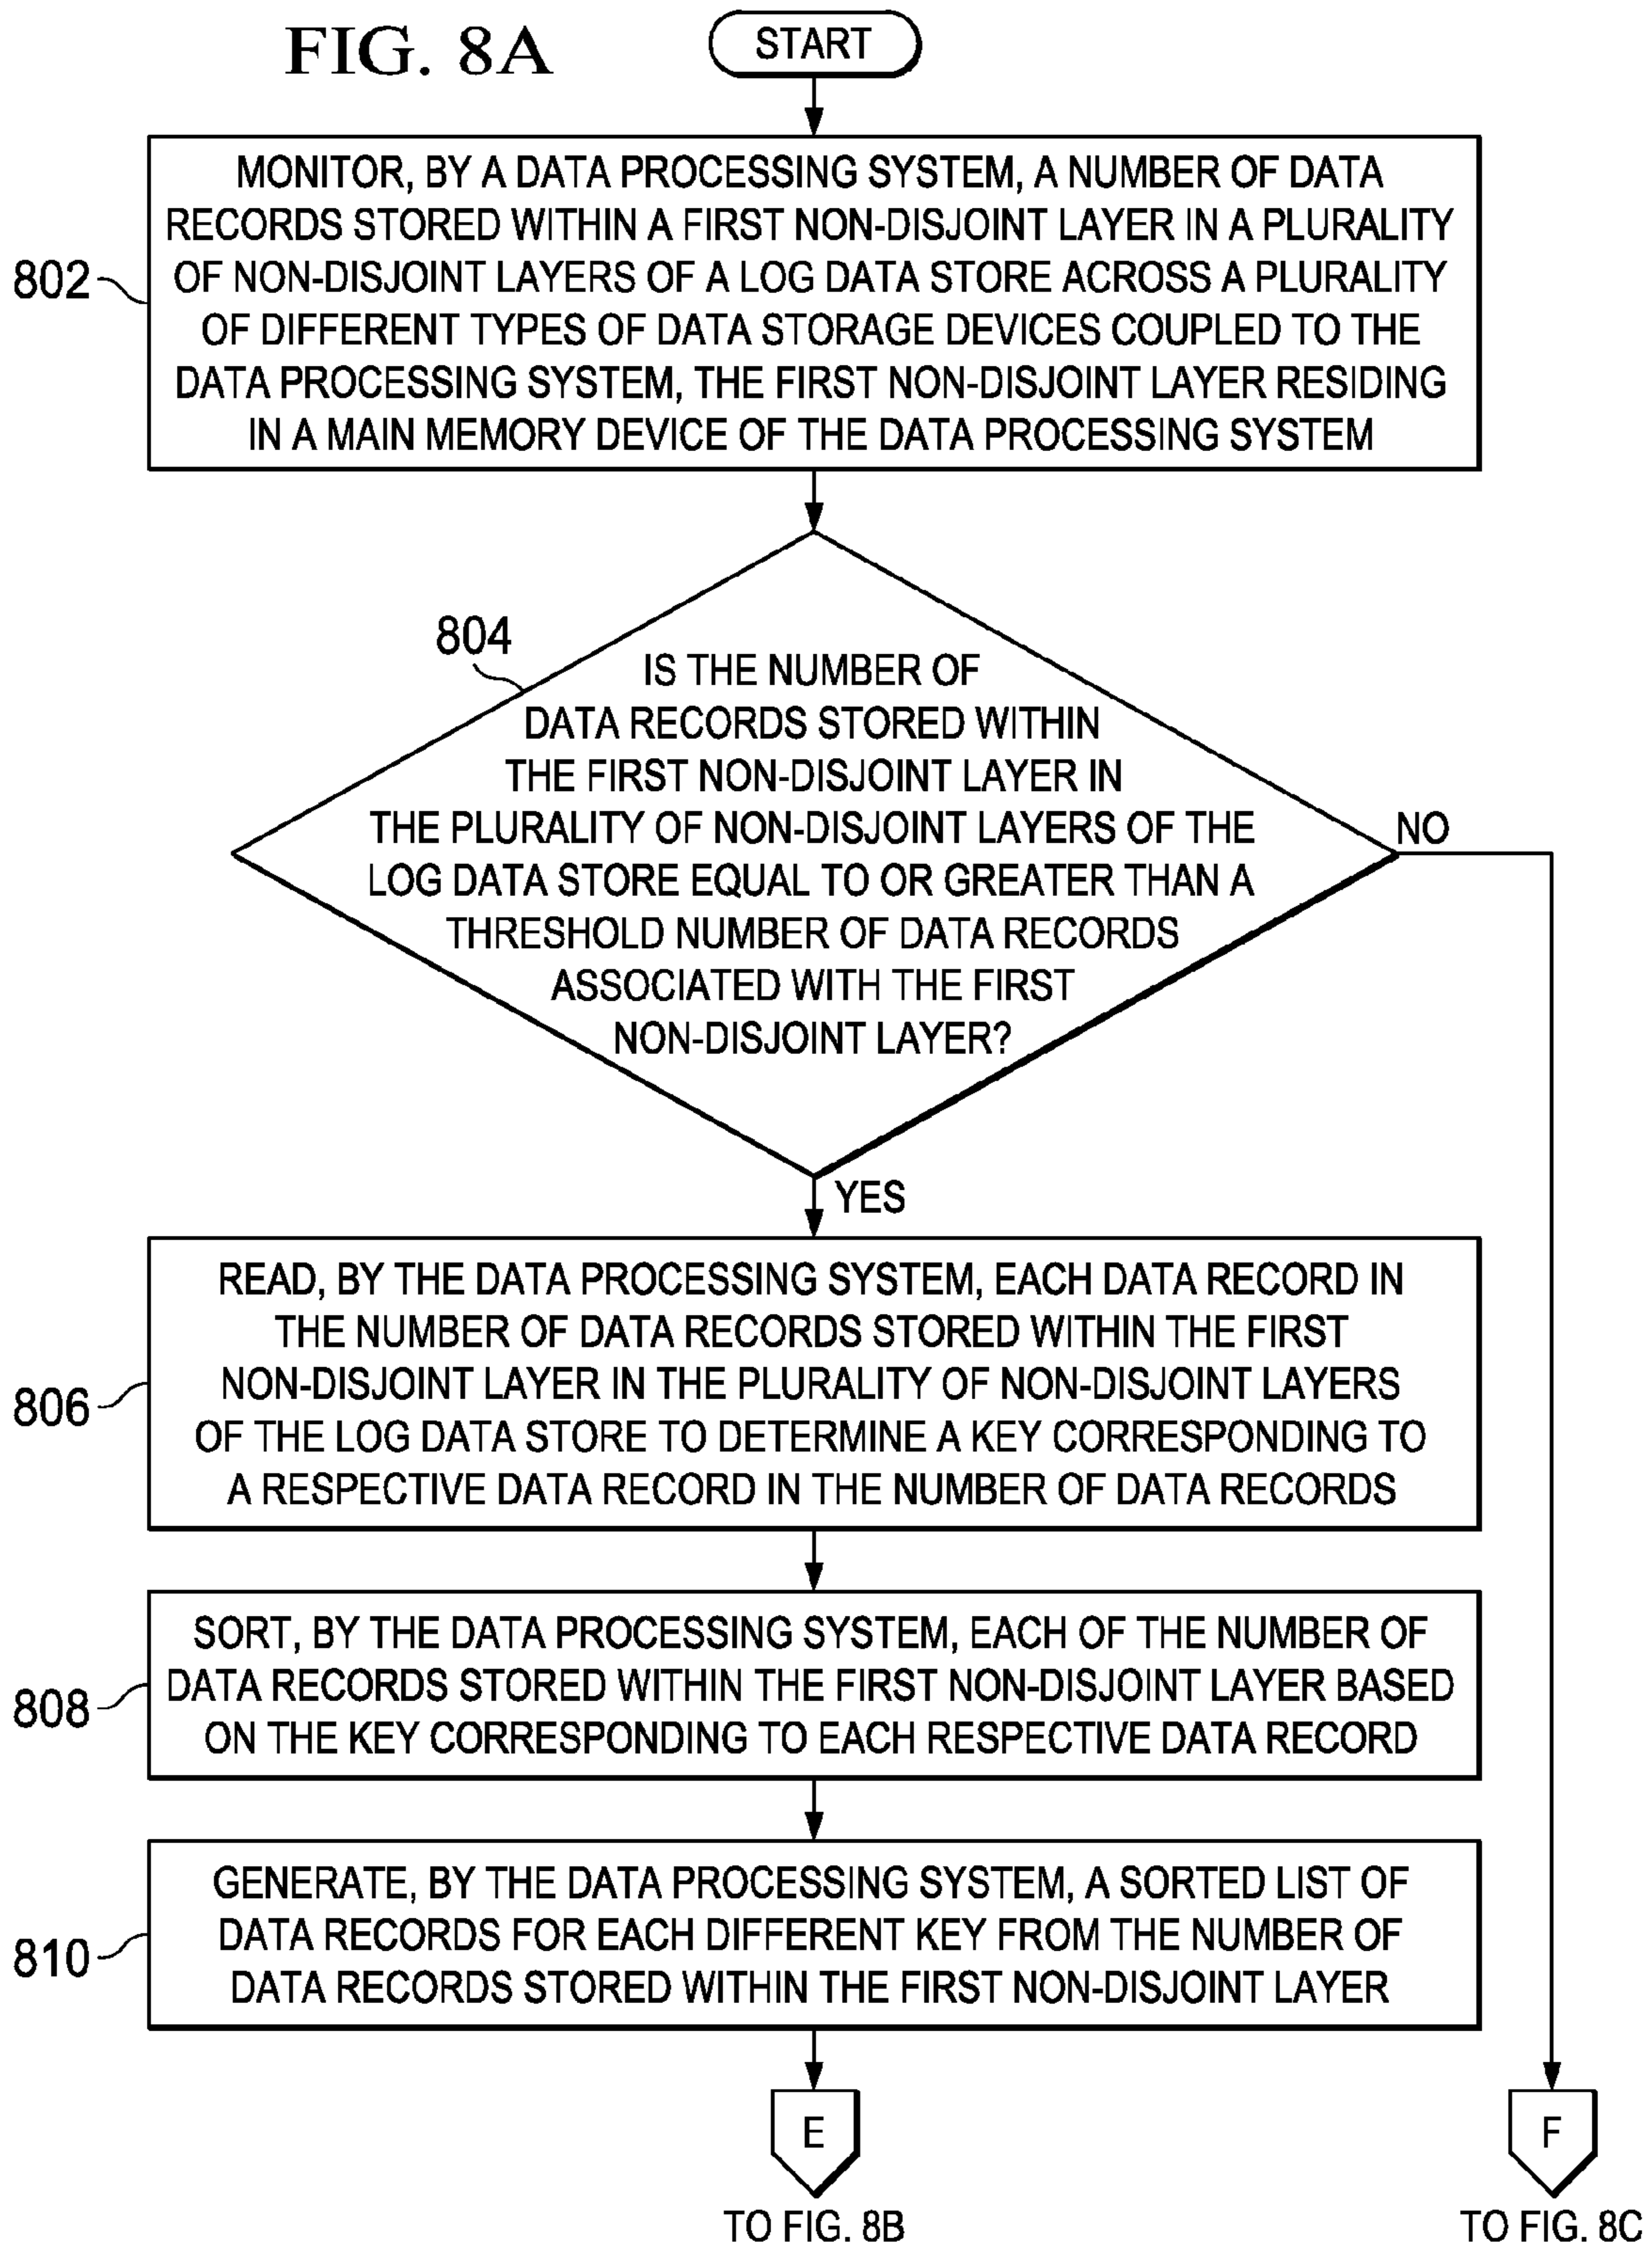 FIG. 8A
START
802
MONITOR, BY A DATA PROCESSING SYSTEM, A NUMBER OF DATA
RECORDS STORED WITHIN A FIRST NON-DISJOINT LAYER IN A PLURALITY
OF NON-DISJOINT LAYERS OF A LOG DATA STORE ACROSS A PLURALITY
OF DIFFERENT TYPES OF DATA STORAGE DEVICES COUPLED TO THE
DATA PROCESSING SYSTEM, THE FIRST NON-DISJOINT LAYER RESIDING
IN A MAIN MEMORY DEVICE OF THE DATA PROCESSING SYSTEM
804
IS THE NUMBER OF
DATA RECORDS STORED WITHIN
THE FIRST NON-DISJOINT LAYER IN
THE PLURALITY OF NON-DISJOINT LAYERS OF THE
LOG DATA STORE EQUAL TO OR GREATER THAN A
THRESHOLD NUMBER OF DATA RECORDS
ASSOCIATED WITH THE FIRST
NON-DISJOINT LAYER?
NO
YES
806
READ, BY THE DATA PROCESSING SYSTEM, EACH DATA RECORD IN
THE NUMBER OF DATA RECORDS STORED WITHIN THE FIRST
NON-DISJOINT LAYER IN THE PLURALITY OF NON-DISJOINT LAYERS
OF THE LOG DATA STORE TO DETERMINE A KEY CORRESPONDING TO
A RESPECTIVE DATA RECORD IN THE NUMBER OF DATA RECORDS
808
SORT, BY THE DATA PROCESSING SYSTEM, EACH OF THE NUMBER OF
DATA RECORDS STORED WITHIN THE FIRST NON-DISJOINT LAYER BASED
ON THE KEY CORRESPONDING TO EACH RESPECTIVE DATA RECORD
810
GENERATE, BY THE DATA PROCESSING SYSTEM, A SORTED LIST OF
DATA RECORDS FOR EACH DIFFERENT KEY FROM THE NUMBER OF
DATA RECORDS STORED WITHIN THE FIRST NON-DISJOINT LAYER
E
TO FIG. 8B
F
TO FIG. 8C